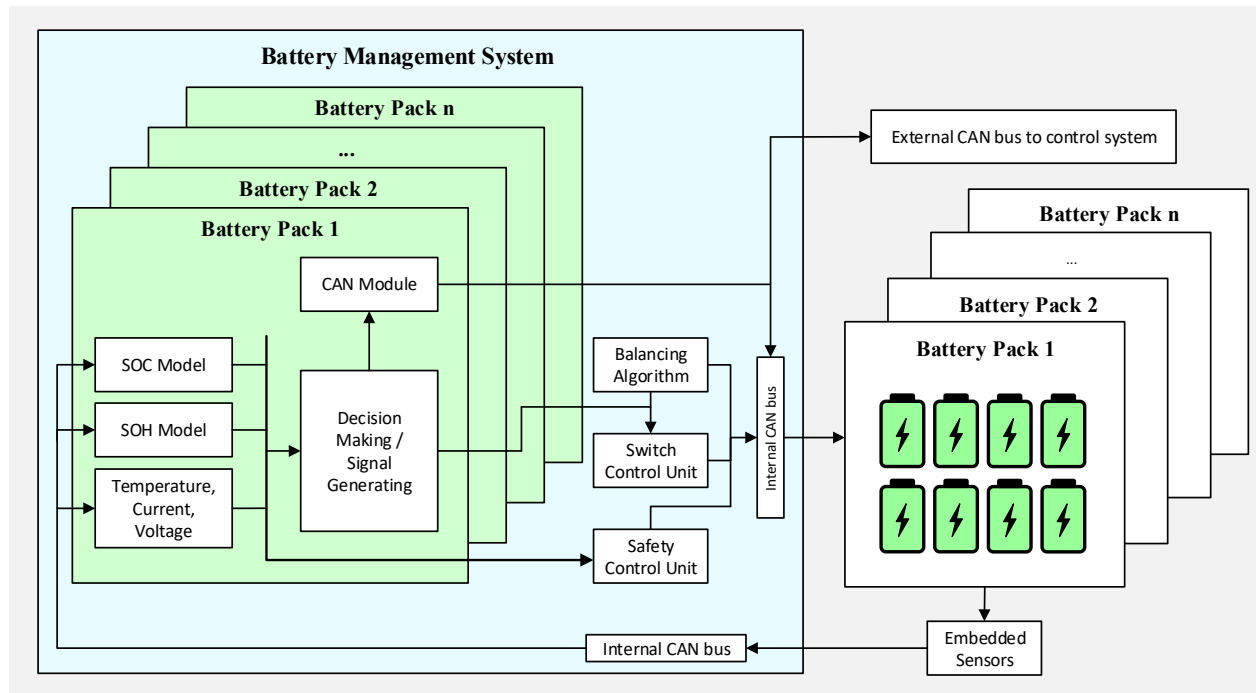 Battery Management System
Battery Pack n
...
Battery Pack 2
Battery Pack 1
CAN Module
SOC Model
SOH Model
Temperature,
Current,
Voltage
Decision
Making /
Signal
Generating
Balancing
Algorithm
Switch
Control Unit
Safety
Control Unit
Internal CAN bus
Internal CAN bus
External CAN bus to control system
Battery Pack n
...
Battery Pack 2
Battery Pack 1
Embedded
Sensors